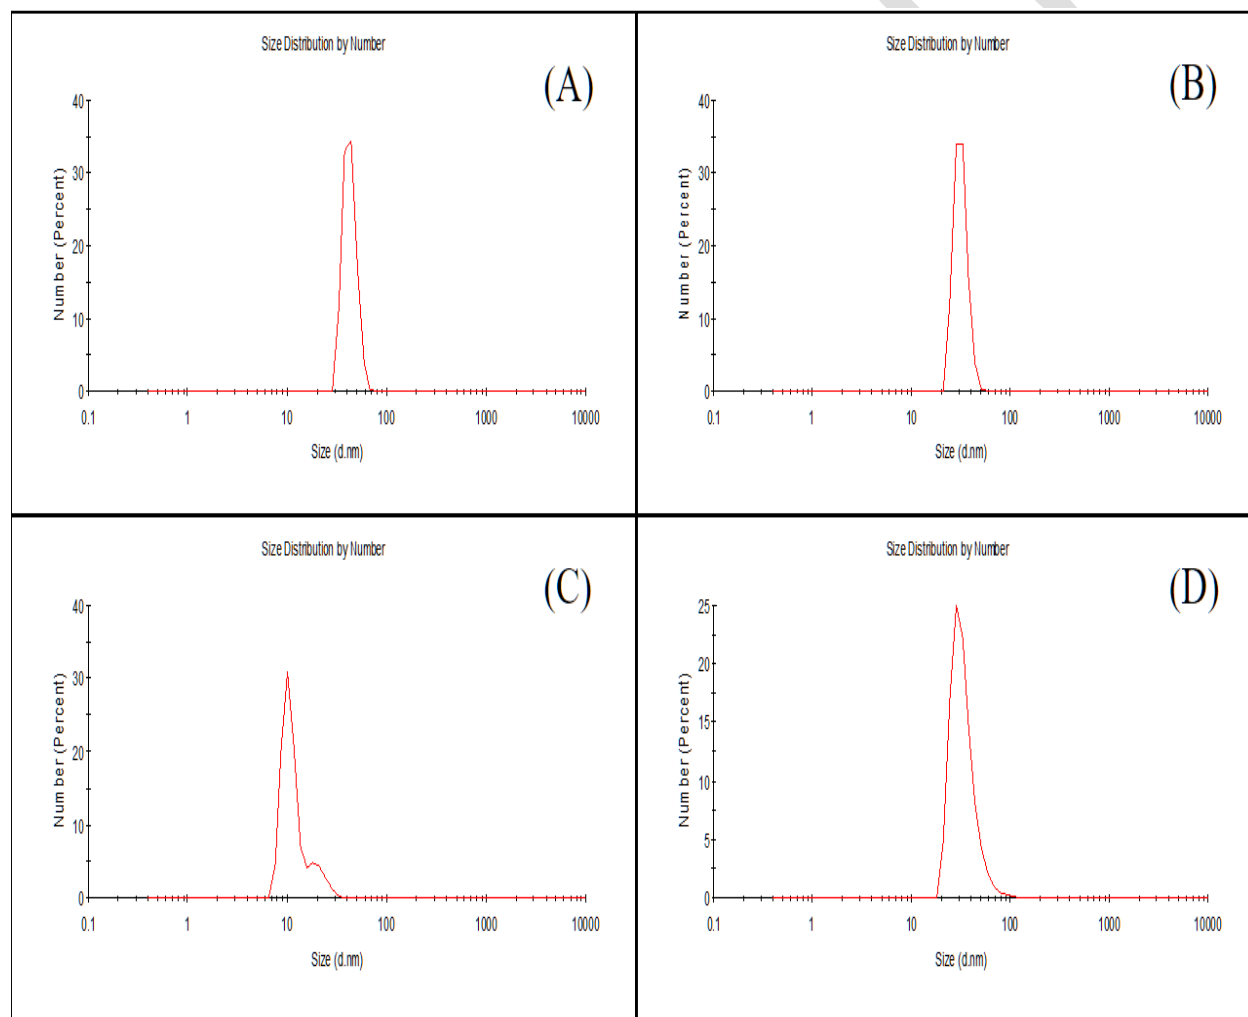 Size Distribution by Number
(A)
40
30
20
10
0
Number (Percent)
0.1 1 10 100 1000 10000
Size (d.nm)
Size Distribution by Number
(B)
40
30
20
10
0
Number (Percent)
0.1 1 10 100 1000 10000
Size (d.nm)
Size Distribution by Number
(C)
40
30
20
10
0
Number (Percent)
0.1 1 10 100 1000 10000
Size (d.nm)
Size Distribution by Number
(D)
25
20
15
10
5
0
Number (Percent)
0.1 1 10 100 1000 10000
Size (d.nm)